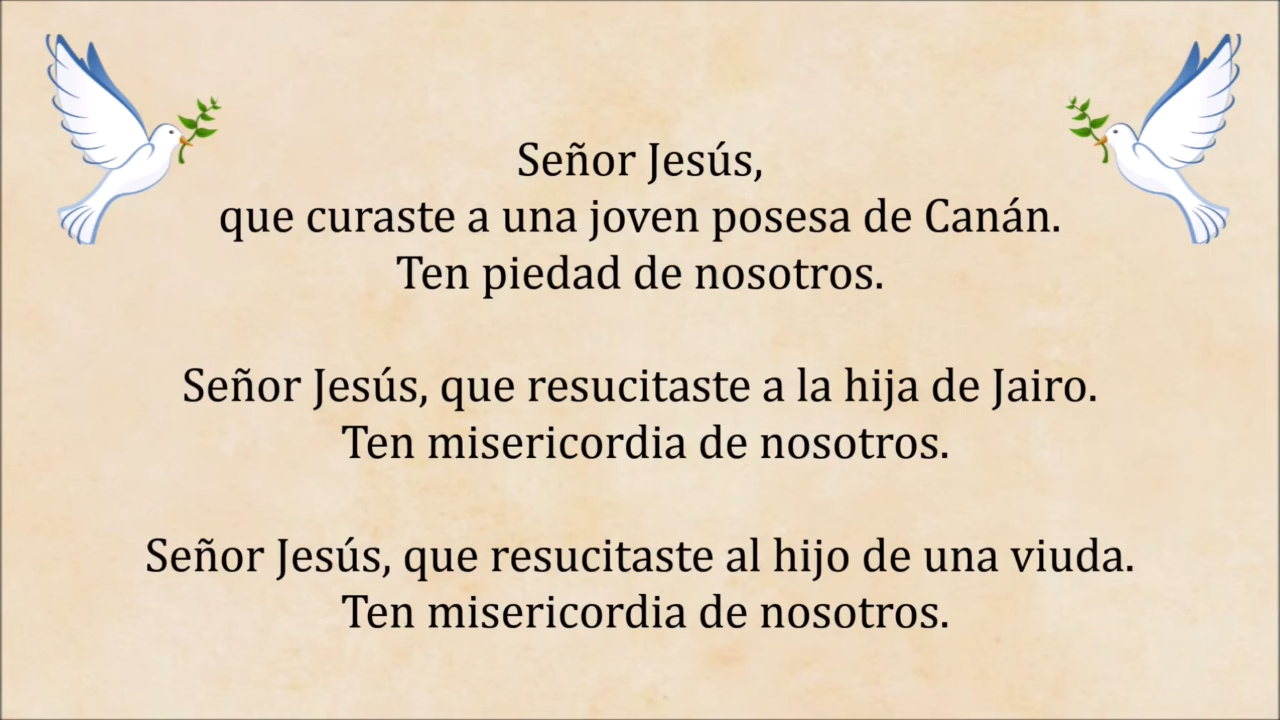 Señor Jesús,
que curaste a una joven posesa de Canán.
Ten piedad de nosotros.
Señor Jesús, que resucitaste a la hija de Jairo.
Ten misericordia de nosotros.
Señor Jesús, que resucitaste al hijo de una viuda.
Ten misericordia de nosotros.